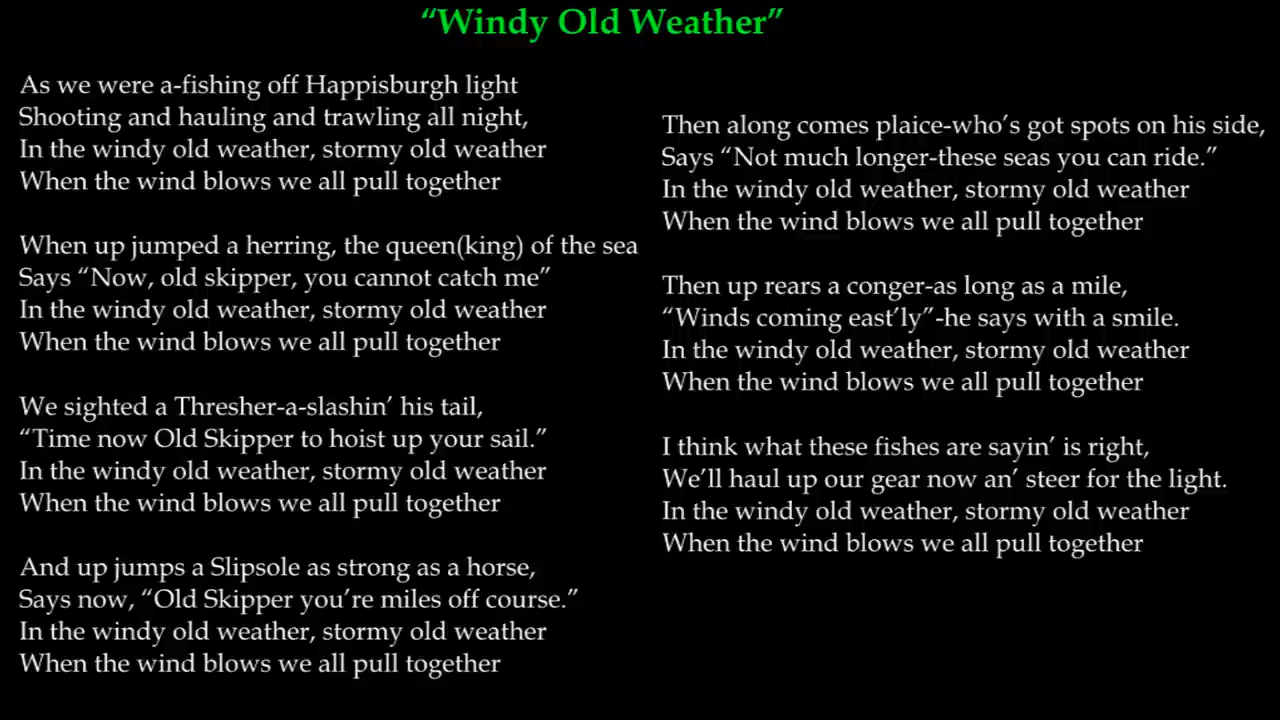 “Windy Old Weather”
As we were a-fishing off Happisburgh light
Shooting and hauling and trawling all night,
In the windy old weather, stormy old weather
When the wind blows we all pull together
When up jumped a herring, the queen(king) of the sea
Says “Now, old skipper, you cannot catch me”
In the windy old weather, stormy old weather
When the wind blows we all pull together
We sighted a Thresher-a-slashin’ his tail,
“Time now Old Skipper to hoist up your sail.”
In the windy old weather, stormy old weather
When the wind blows we all pull together
And up jumps a Slipsole as strong as a horse,
Says now, “Old Skipper you’re miles off course.”
In the windy old weather, stormy old weather
When the wind blows we all pull together
Then along comes plaice-who’s got spots on his side,
Says “Not much longer-these seas you can ride.”
In the windy old weather, stormy old weather
When the wind blows we all pull together
Then up rears a conger-as long as a mile,
“Winds coming east’ly”-he says with a smile.
In the windy old weather, stormy old weather
When the wind blows we all pull together
I think what these fishes are sayin’ is right,
We’ll haul up our gear now an’ steer for the light.
In the windy old weather, stormy old weather
When the wind blows we all pull together